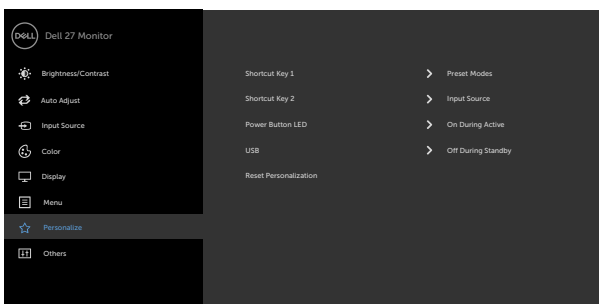 DELL Dell 27 Monitor
Brightness/Contrast
Auto Adjust
Input Source
Color
Display
Menu
Personalize
Others
Shortcut Key 1 Preset Modes
Shortcut Key 2 Input Source
Power Button LED On During Active
USB Off During Standby
Reset Personalization